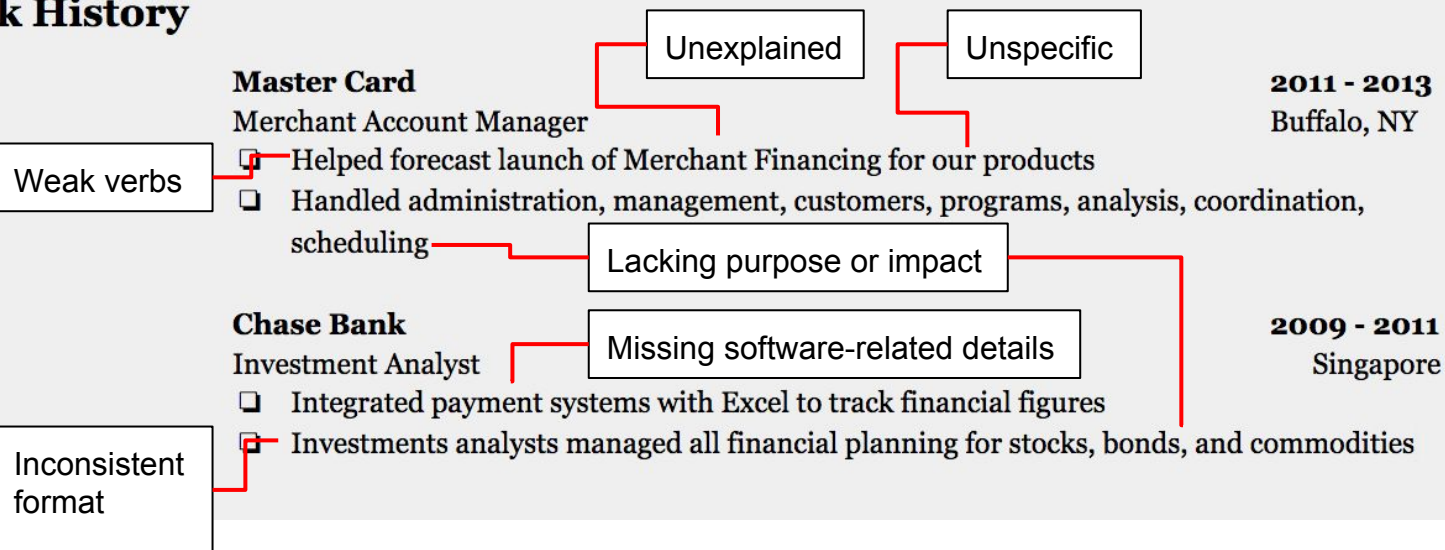 k History
Unexplained
Unspecific
Master Card 2011 - 2013
Merchant Account Manager Buffalo, NY
Weak verbs
❏ Helped forecast launch of Merchant Financing for our products
❏ Handled administration, management, customers, programs, analysis, coordination,
scheduling
Lacking purpose or impact
Chase Bank 2009 - 2011
Missing software-related details
Investment Analyst Singapore
❏ Integrated payment systems with Excel to track financial figures
❏ Investments analysts managed all financial planning for stocks, bonds, and commodities
Inconsistent
format